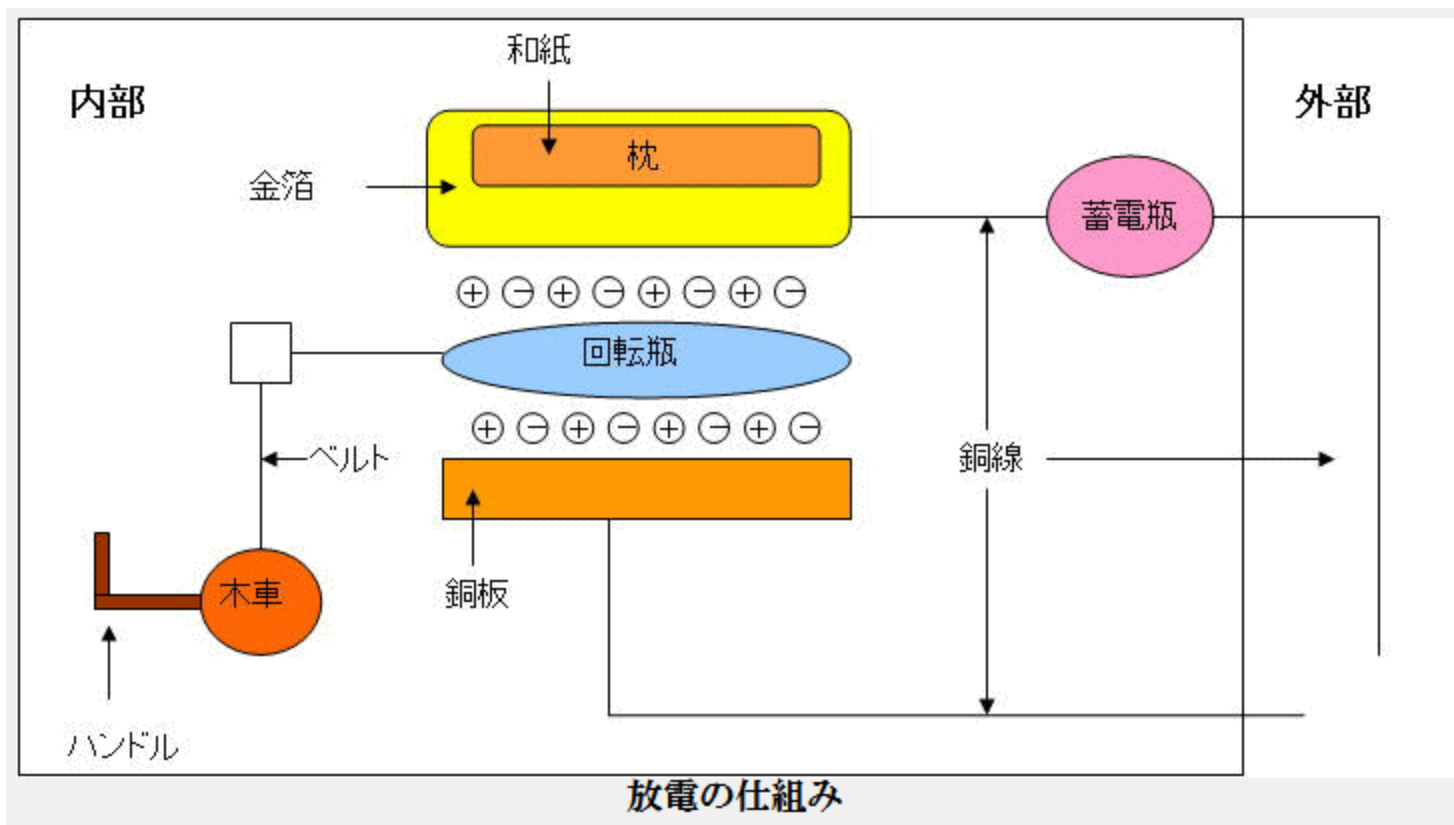 和紙
内部
外部
枕
金箔
蓄電瓶
回転瓶
ベルト
銅線
木車
銅板
ハンドル
放電の仕組み